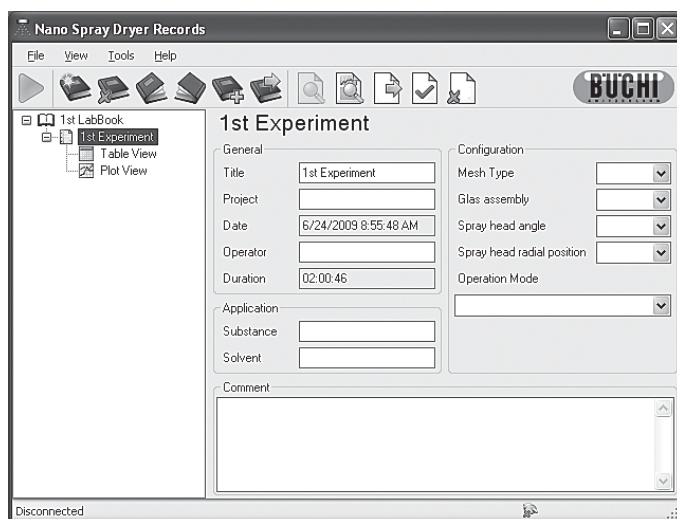 Nano Spray Dryer Records
File View Tools Help
BÜCHI
SWITZERLAND
1st LabBook
1st Experiment
Table View
Plot View
1st Experiment
General
Title 1st Experiment
Project
Date 6/24/2009 8:55:48 AM
Operator
Duration 02:00:46
Application
Substance
Solvent
Configuration
Mesh Type
Glas assembly
Spray head angle
Spray head radial position
Operation Mode
Comment
Disconnected